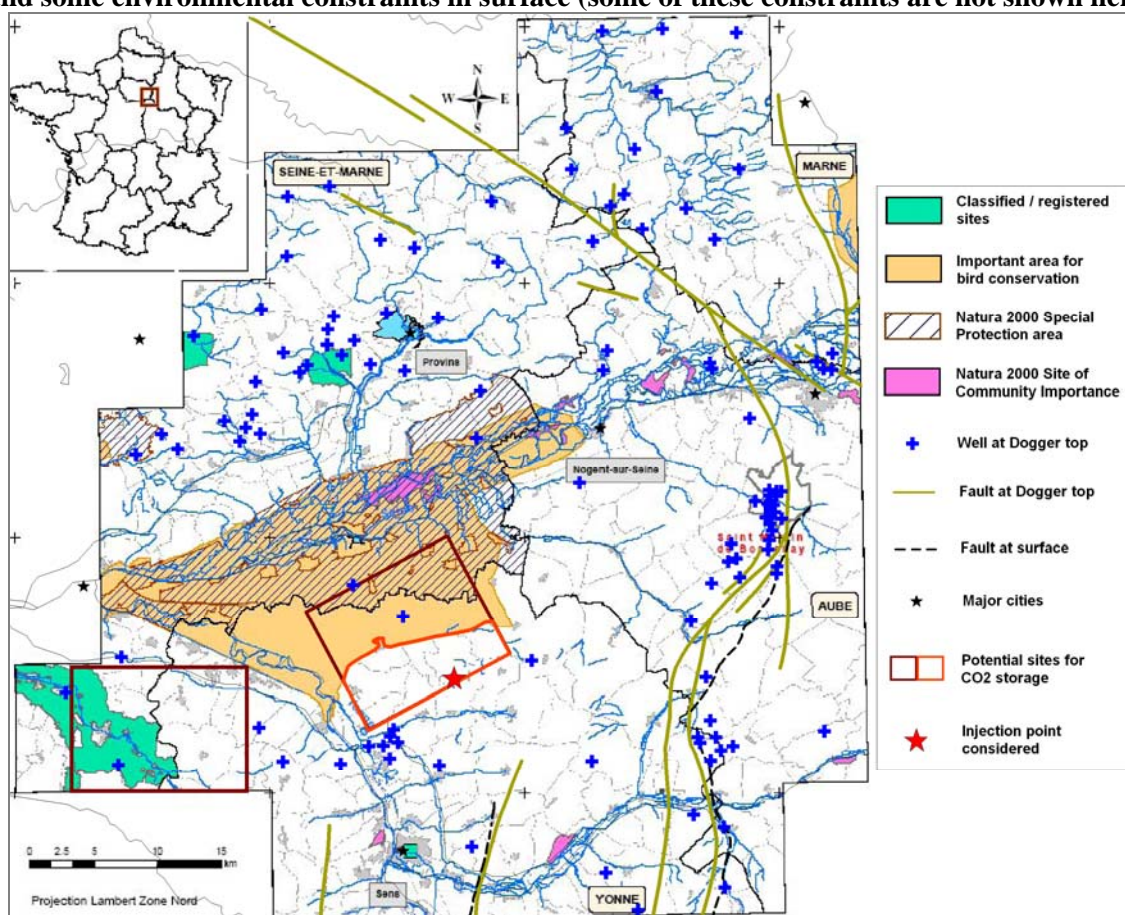 nd some environmental constraints in surface (some of these constraints are not shown her
N
W E
S
SEINE-ET-MARNE
MARNE
Provins
Nogent-sur-Seine
AUBE
YONNE
Sens
0 2.5 5 10 15
km
Projection Lambert Zone Nord
Classified / registered
sites
Important area for
bird conservation
Natura 2000 Special
Protection area
Natura 2000 Site of
Community Importance
Well at Dogger top
Fault at Dogger top
Fault at surface
Major cities
Potential sites for
CO2 storage
Injection point
considered